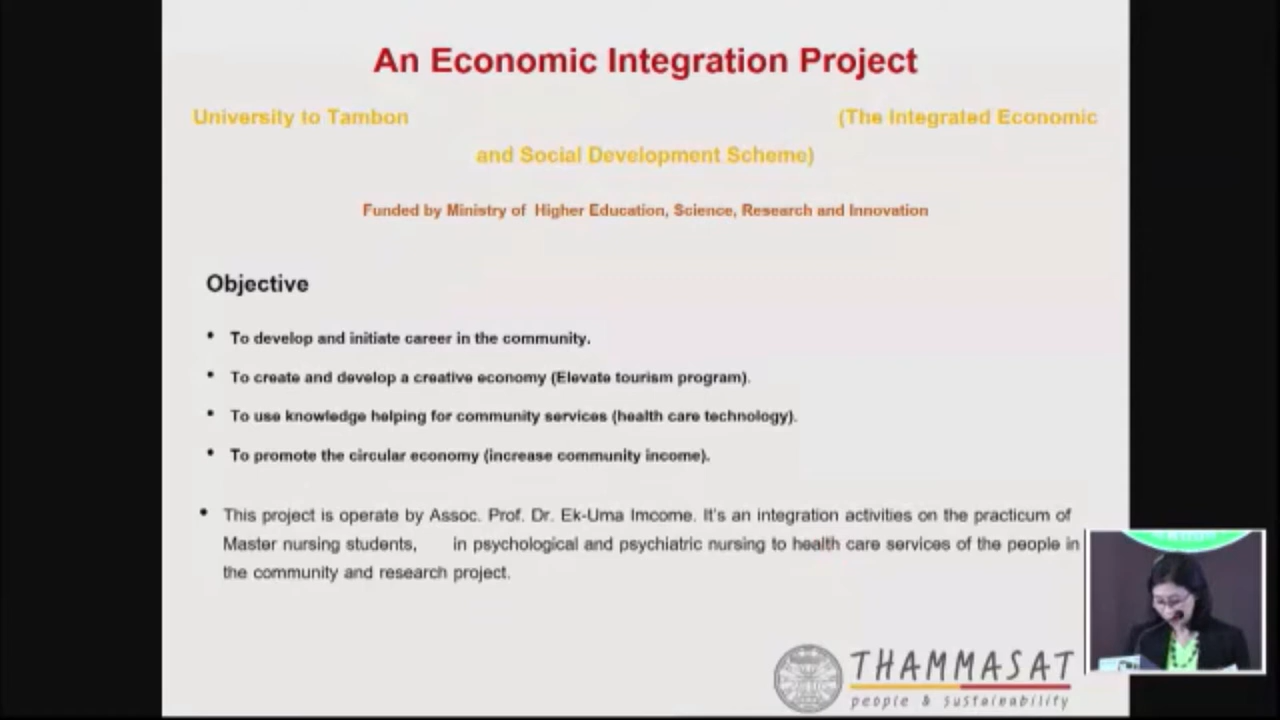 An Economic Integration Project
University to Tambon (The Integrated Economic
and Social Development Scheme)
Funded by Ministry of Higher Education, Science, Research and Innovation
Objective
• To develop and initiate career in the community.
• To create and develop a creative economy (Elevate tourism program).
• To use knowledge helping for community services (health care technology).
• To promote the circular economy (increase community income).
• This project is operate by Assoc. Prof. Dr. Ek-Uma Imcome. It's an integration activities on the practicum of
Master nursing students, in psychological and psychiatric nursing to health care services of the people in
the community and research project.
THAMMASAT
people & sustainability